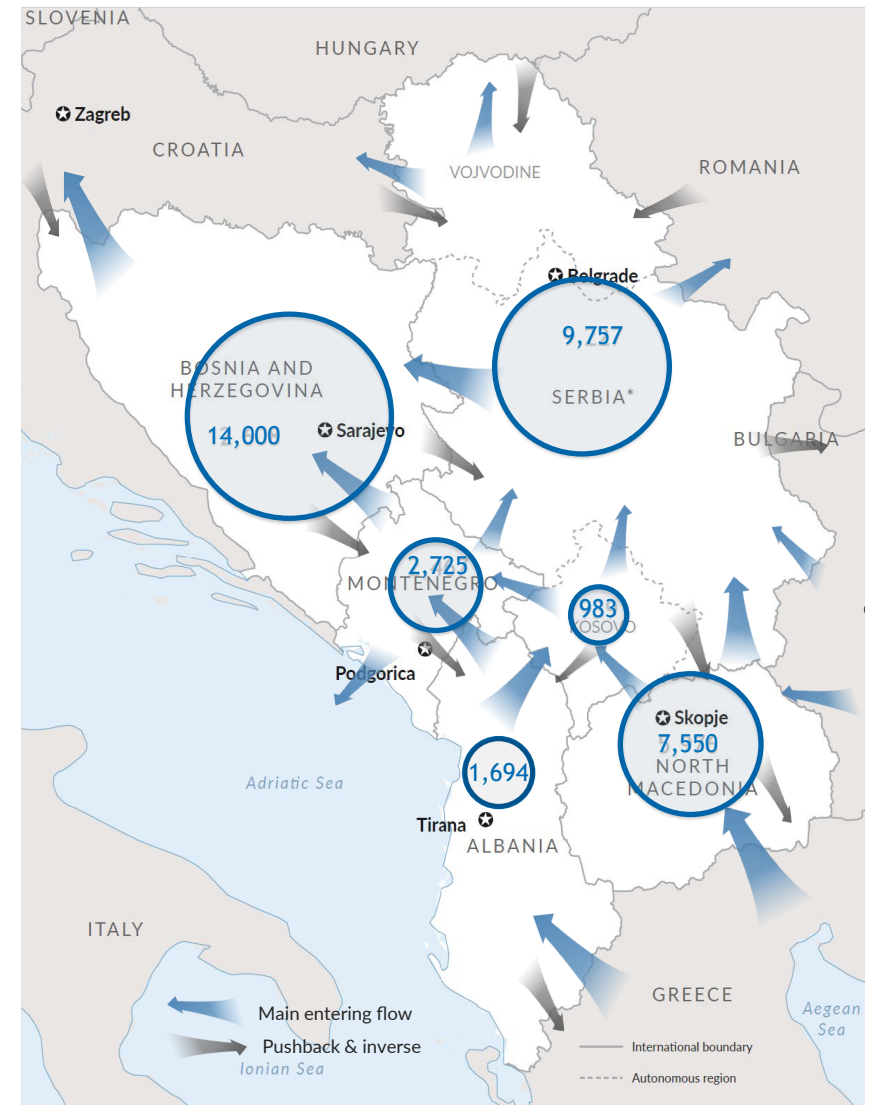 SLOVENIA
HUNGARY
Zagreb
CROATIA
ROMANIA
VOJVODINE
Belgrade
9,757
BOSNIA AND
HERZEGOVINA
SERBIA*
14,000
Sarajevo
BULGARIA
2,725
MONTENEGRO
983
KOSOVO
Podgorica
Skopje
7,550
NORTH
MACEDONIA
1,694
Adriatic Sea
Tirana
ALBANIA
ITALY
GREECE
Aegean
Sea
Main entering flow
Pushback & inverse
Ionian Sea
International boundary
Autonomous region